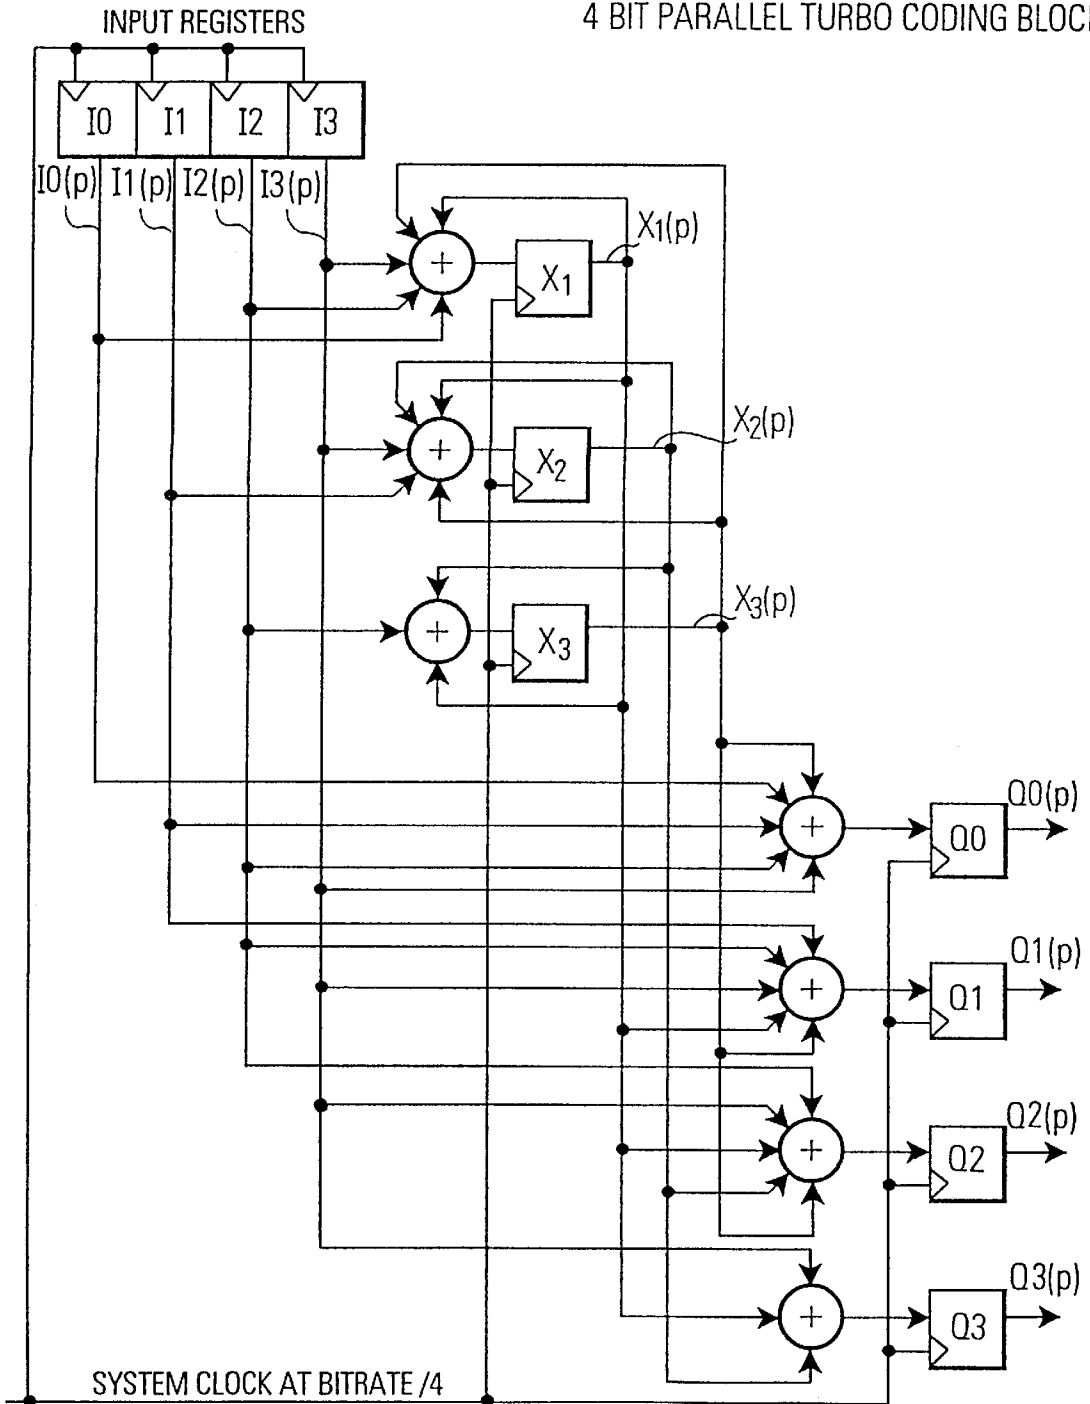 INPUT REGISTERS
4 BIT PARALLEL TURBO CODING BLOC
I0 I1 I2 I3
I0(p) I1(p) I2(p) I3(p)
+
X1
X1(p)
+
X2
X2(p)
+
X3
X3(p)
+
Q0
Q0(p)
+
Q1
Q1(p)
+
Q2
Q2(p)
+
Q3
Q3(p)
SYSTEM CLOCK AT BITRATE /4